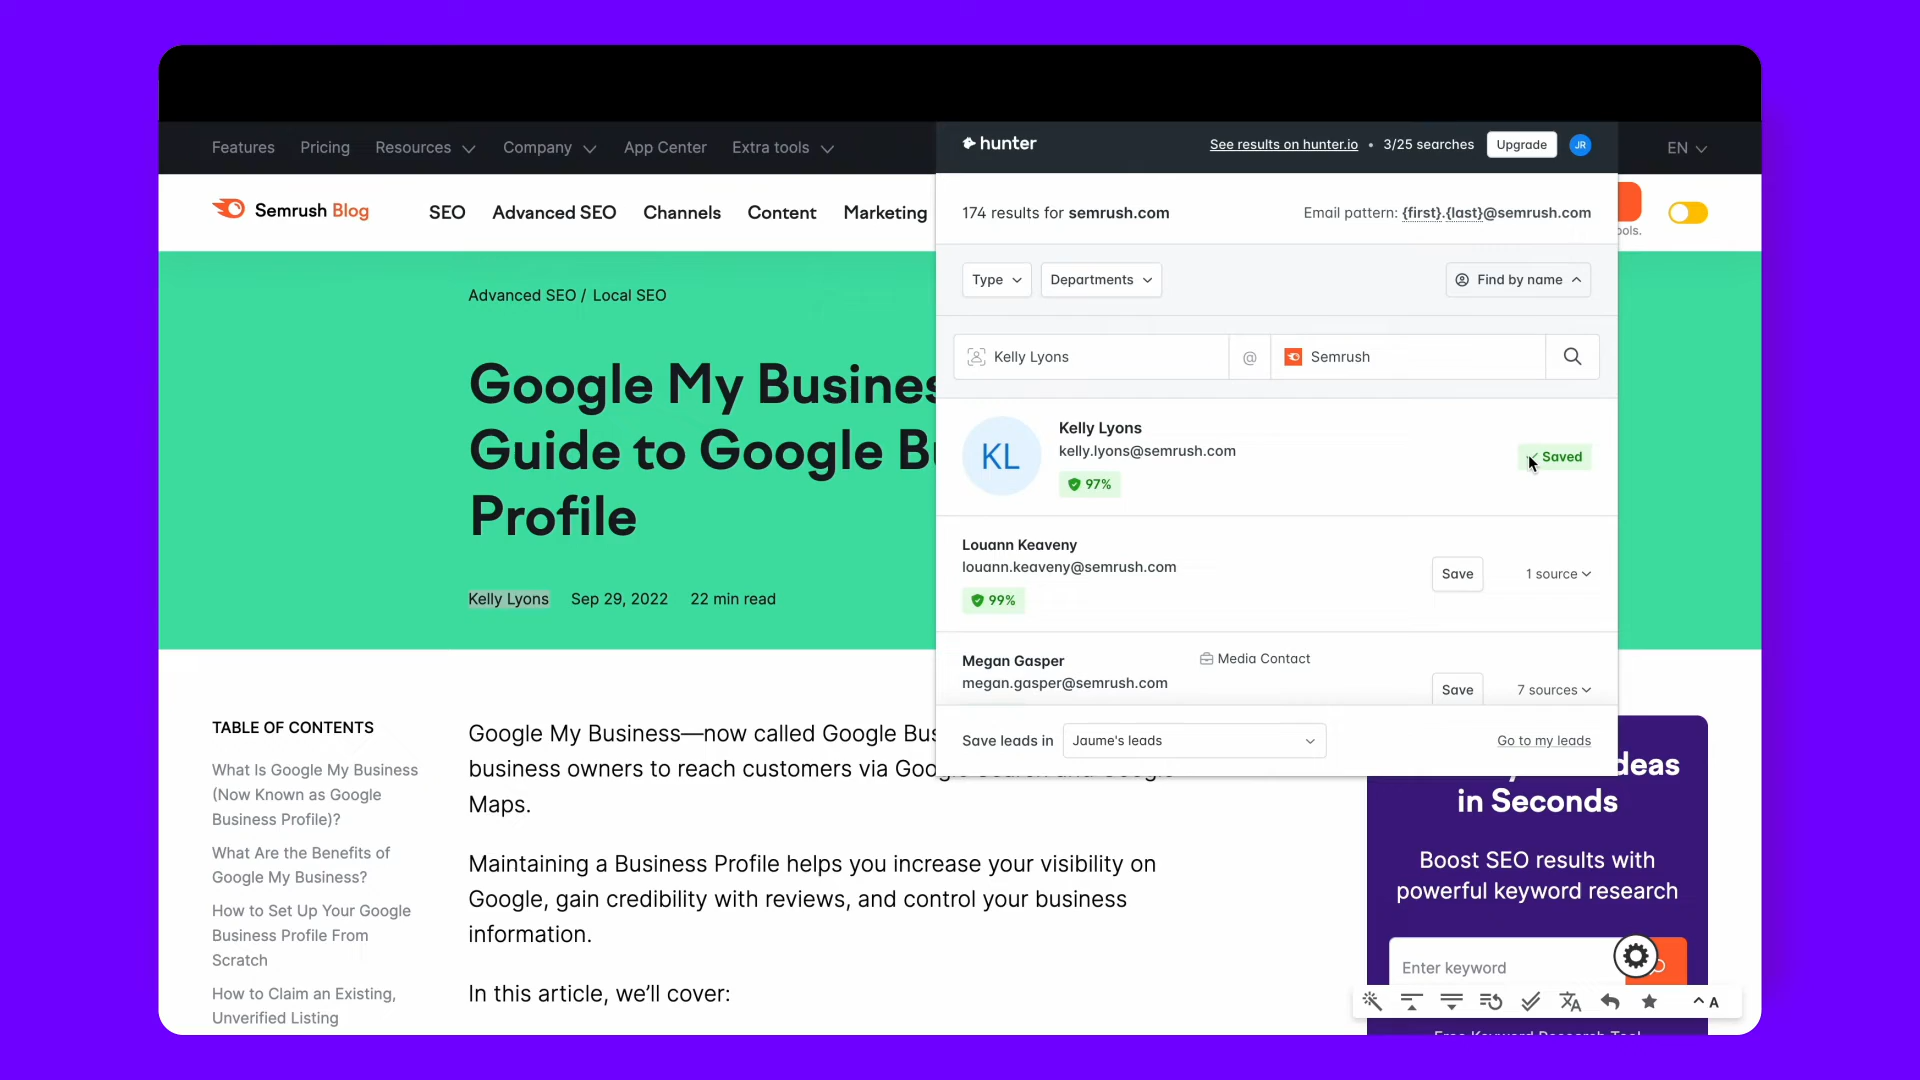 Features Pricing Resources Company App Center Extra tools
EN
Semrush Blog SEO Advanced SEO Channels Content Marketing
ools.
Advanced SEO / Local SEO
Google My Busines
Guide to Google B
Profile
Kelly Lyons Sep 29, 2022 22 min read
hunter
See results on hunter.io • 3/25 searches Upgrade JR
174 results for semrush.com Email pattern: {first}.{last}@semrush.com
Type Departments Find by name
Kelly Lyons @ Semrush
KL
Kelly Lyons
kelly.lyons@semrush.com
97%
Saved
Louann Keaveny
louann.keaveny@semrush.com
99%
Save 1 source
Megan Gasper Media Contact
megan.gasper@semrush.com
Save 7 sources
Save leads in Jaume's leads Go to my leads
TABLE OF CONTENTS
What Is Google My Business
(Now Known as Google
Business Profile)?
What Are the Benefits of
Google My Business?
How to Set Up Your Google
Business Profile From
Scratch
How to Claim an Existing,
Unverified Listing
Google My Business—now called Google Bus
business owners to reach customers via Google Search and Google
Maps.
Maintaining a Business Profile helps you increase your visibility on
Google, gain credibility with reviews, and control your business
information.
In this article, we'll cover:
deas
in Seconds
Boost SEO results with
powerful keyword research
Enter keyword
A
Free Keyword Research Tool